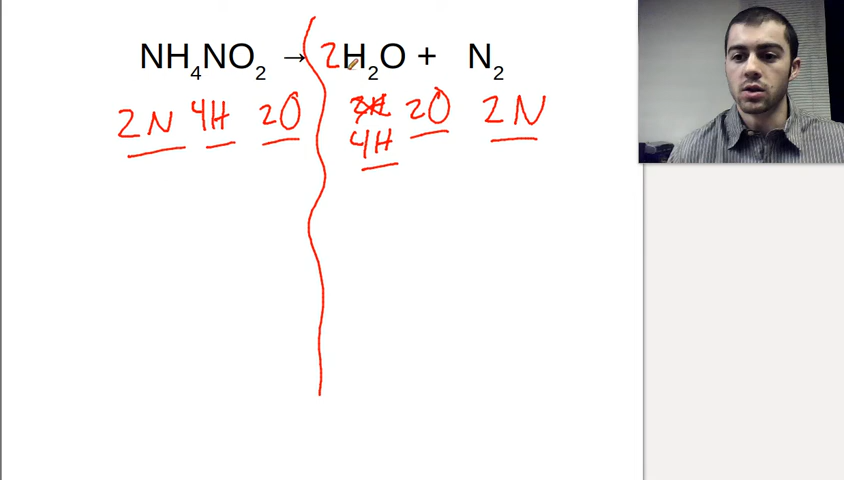 NH₄NO₂ → 2H₂O + N₂
2N 4H 2O 2O 2N
4H